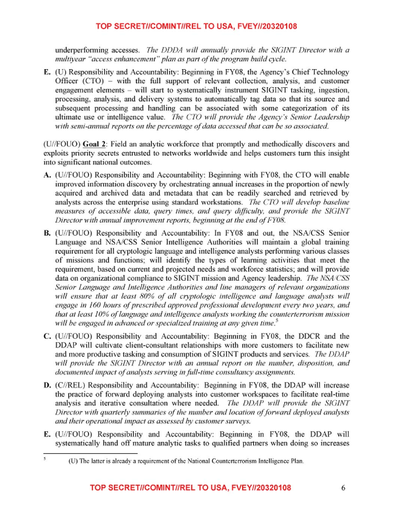 TOP SECRET//COMINT//REL TO USA, FVEY//20320108
underperforming accesses. The DDDA will annually provide the SIGINT Director with a
multiyear "access enhancement" plan as part of the program build cycle.
E. (U) Responsibility and Accountability: Beginning in FY08, the Agency's Chief Technology
Officer (CTO) – with the full support of relevant collection, analysis, and customer
engagement elements – will start to systematically instrument SIGINT tasking, ingestion,
processing, analysis, and delivery systems to automatically tag data so that its source and
subsequent processing and handling can be associated with some categorization of its
ultimate use or intelligence value. The CTO will provide the Agency's Senior Leadership
with semi-annual reports on the percentage of data accessed that can be so associated.
(U//FOUO) Goal 2: Field an analytic workforce that promptly and methodically discovers and
exploits priority secrets entrusted to networks worldwide and helps customers turn this insight
into significant national outcomes.
A. (U//FOUO) Responsibility and Accountability: Beginning with FY08, the CTO will enable
improved information discovery by orchestrating annual increases in the proportion of newly
acquired and archived data and metadata that can be readily searched and retrieved by
analysts across the enterprise using standard workstations. The CTO will develop baseline
measures of accessible data, query times, and query difficulty, and provide the SIGINT
Director with annual improvement reports, beginning at the end of FY08.
B. (U//FOUO) Responsibility and Accountability: In FY08 and out, the NSA/CSS Senior
Language and NSA/CSS Senior Intelligence Authorities will maintain a global training
requirement for all cryptologic language and intelligence analysts performing various classes
of missions and functions; will identify the types of learning activities that meet the
requirement, based on current and projected needs and workforce statistics; and will provide
data on organizational compliance to SIGINT mission and Agency leadership. The NSA/CSS
Senior Language and Intelligence Authorities and line managers of relevant organizations
will ensure that at least 80% of all cryptologic intelligence and language analysts will
engage in 160 hours of prescribed approved professional development every two years, and
that at least 10% of language and intelligence analysts working the counterterrorism mission
will be engaged in advanced or specialized training at any given time.5
C. (U//FOUO) Responsibility and Accountability: Beginning in FY08, the DDCR and the
DDAP will cultivate client-consultant relationships with more customers to facilitate new
and more productive tasking and consumption of SIGINT products and services. The DDAP
will provide the SIGINT Director with an annual report on the number, disposition, and
documented impact of analysts serving in full-time consultancy assignments.
D. (C//REL) Responsibility and Accountability: Beginning in FY08, the DDAP will increase
the practice of forward deploying analysts into customer workspaces to facilitate real-time
analysis and iterative consultation where needed. The DDAP will provide the SIGINT
Director with quarterly summaries of the number and location of forward deployed analysts
and their operational impact as assessed by customer surveys.
E. (U//FOUO) Responsibility and Accountability: Beginning in FY08, the DDAP will
systematically hand off mature analytic tasks to qualified partners when doing so increases
5 (U) The latter is already a requirement of the National Counterterrorism Intelligence Plan.
TOP SECRET//COMINT//REL TO USA, FVEY//20320108 6